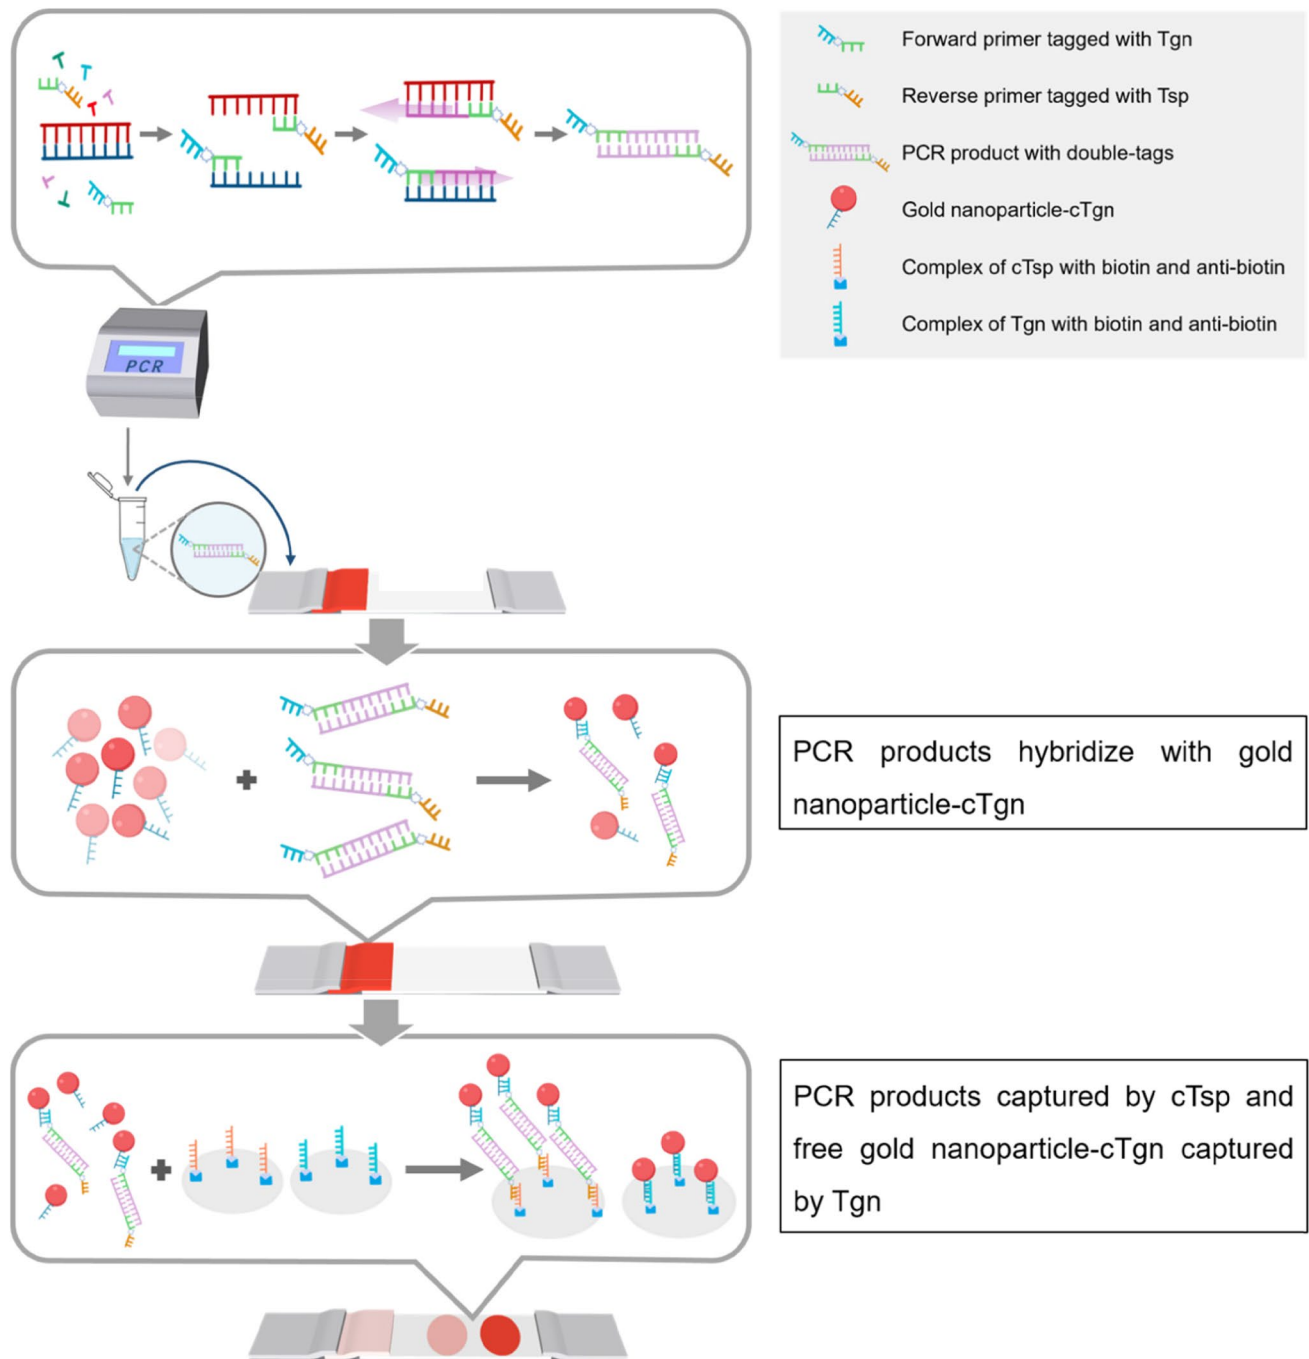 Forward primer tagged with Tgn
Reverse primer tagged with Tsp
PCR product with double-tags
Gold nanoparticle-cTgn
Complex of cTsp with biotin and anti-biotin
Complex of Tgn with biotin and anti-biotin
PCR
PCR products hybridize with gold
nanoparticle-cTgn
PCR products captured by cTsp and
free gold nanoparticle-cTgn captured
by Tgn